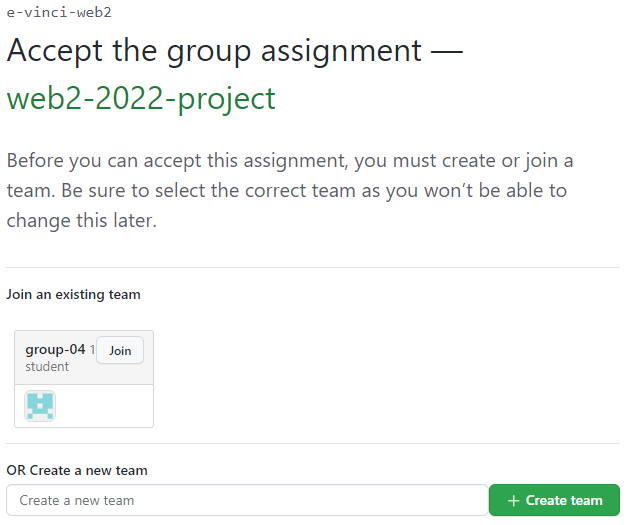 e-vinci-web2
Accept the group assignment —
web2-2022-project
Before you can accept this assignment, you must create or join a
team. Be sure to select the correct team as you won’t be able to
change this later.
Join an existing team
group-04 1
Join
student
OR Create a new team
Create a new team
+ Create team